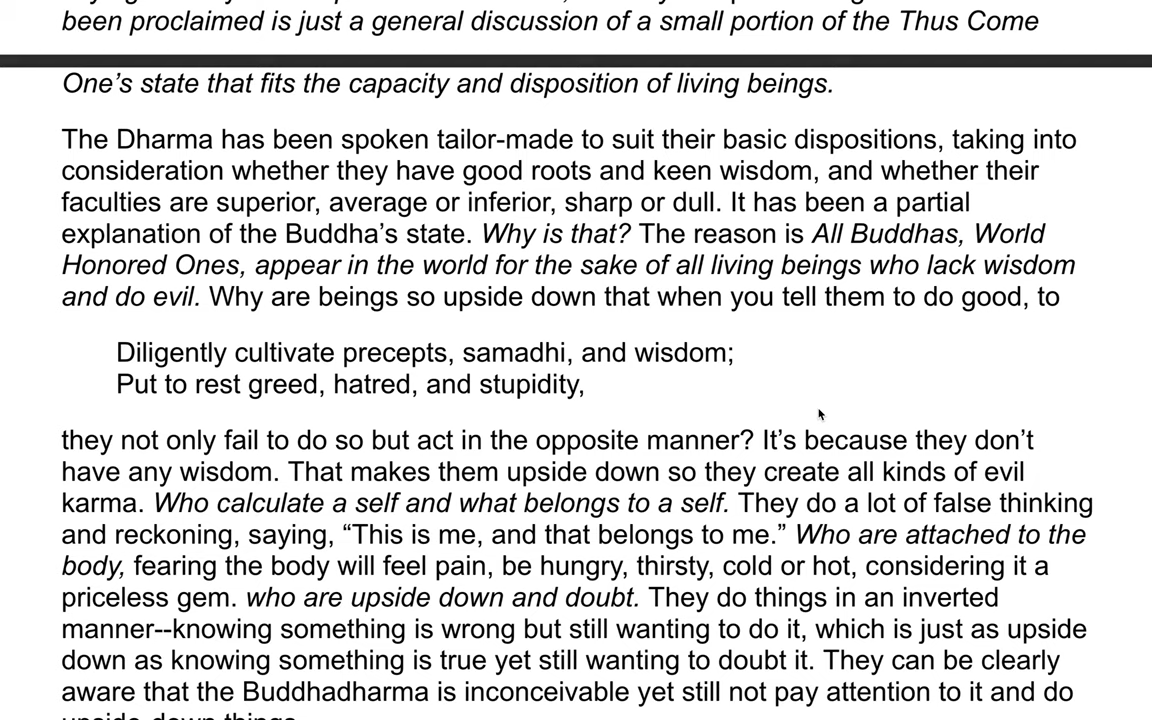 been proclaimed is just a general discussion of a small portion of the Thus Come
One’s state that fits the capacity and disposition of living beings.
The Dharma has been spoken tailor-made to suit their basic dispositions, taking into
consideration whether they have good roots and keen wisdom, and whether their
faculties are superior, average or inferior, sharp or dull. It has been a partial
explanation of the Buddha’s state. Why is that? The reason is All Buddhas, World
Honored Ones, appear in the world for the sake of all living beings who lack wisdom
and do evil. Why are beings so upside down that when you tell them to do good, to
Diligently cultivate precepts, samadhi, and wisdom;
Put to rest greed, hatred, and stupidity,
they not only fail to do so but act in the opposite manner? It’s because they don’t
have any wisdom. That makes them upside down so they create all kinds of evil
karma. Who calculate a self and what belongs to a self. They do a lot of false thinking
and reckoning, saying, “This is me, and that belongs to me.” Who are attached to the
body, fearing the body will feel pain, be hungry, thirsty, cold or hot, considering it a
priceless gem. who are upside down and doubt. They do things in an inverted
manner--knowing something is wrong but still wanting to do it, which is just as upside
down as knowing something is true yet still wanting to doubt it. They can be clearly
aware that the Buddhadharma is inconceivable yet still not pay attention to it and do